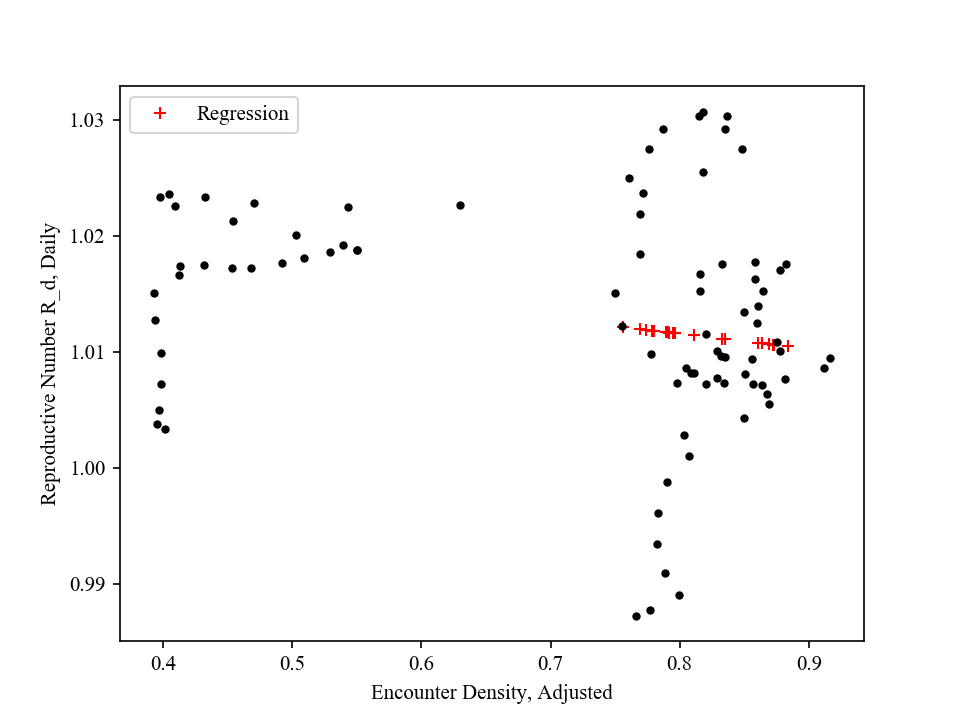 Regression
1.03
1.02
1.01
1.00
0.99
Reproductive Number R_d, Daily
0.4 0.5 0.6 0.7 0.8 0.9
Encounter Density, Adjusted